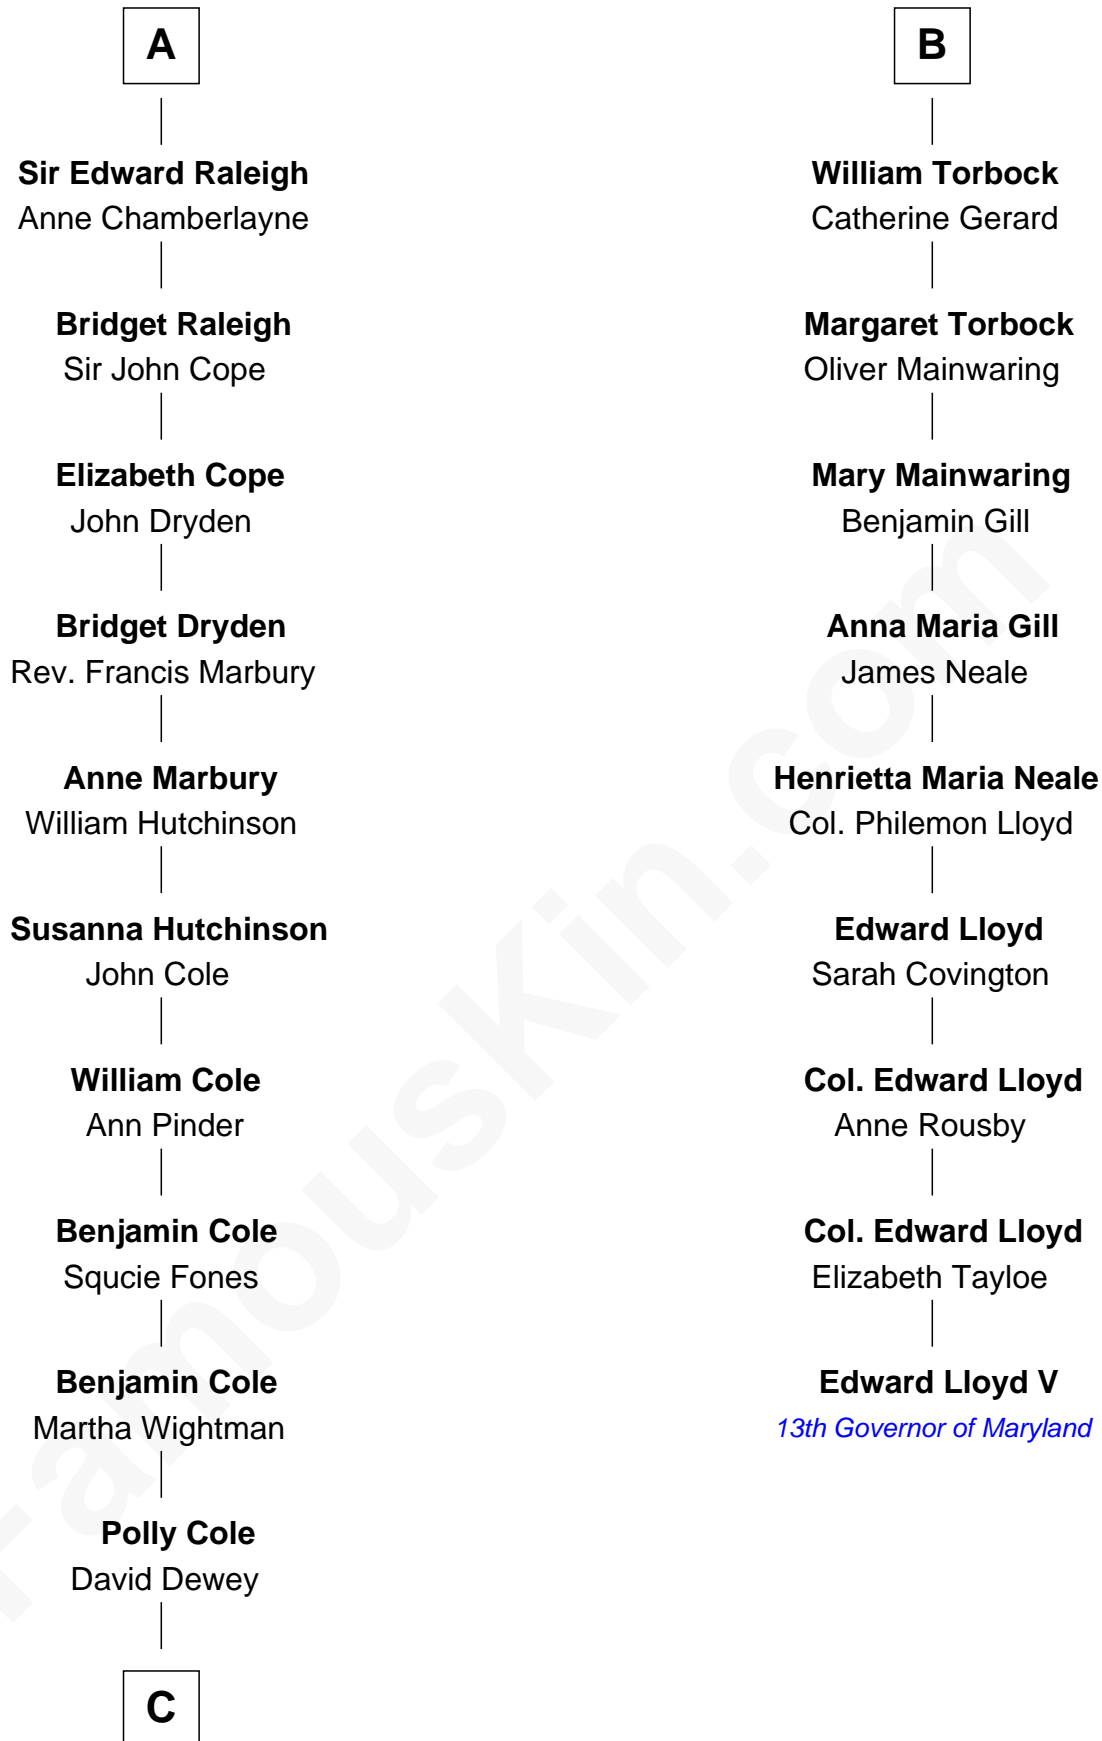 A
Sir Edward Raleigh
Anne Chamberlayne
Bridget Raleigh
Sir John Cope
Elizabeth Cope
John Dryden
Bridget Dryden
Rev. Francis Marbury
Anne Marbury
William Hutchinson
Susanna Hutchinson
John Cole
William Cole
Ann Pinder
Benjamin Cole
Squcie Fones
Benjamin Cole
Martha Wightman
Polly Cole
David Dewey
C
B
William Torbock
Catherine Gerard
Margaret Torbock
Oliver Mainwaring
Mary Mainwaring
Benjamin Gill
Anna Maria Gill
James Neale
Henrietta Maria Neale
Col. Philemon Lloyd
Edward Lloyd
Sarah Covington
Col. Edward Lloyd
Anne Rousby
Col. Edward Lloyd
Elizabeth Tayloe
Edward Lloyd V
13th Governor of Maryland
FamousKin.com